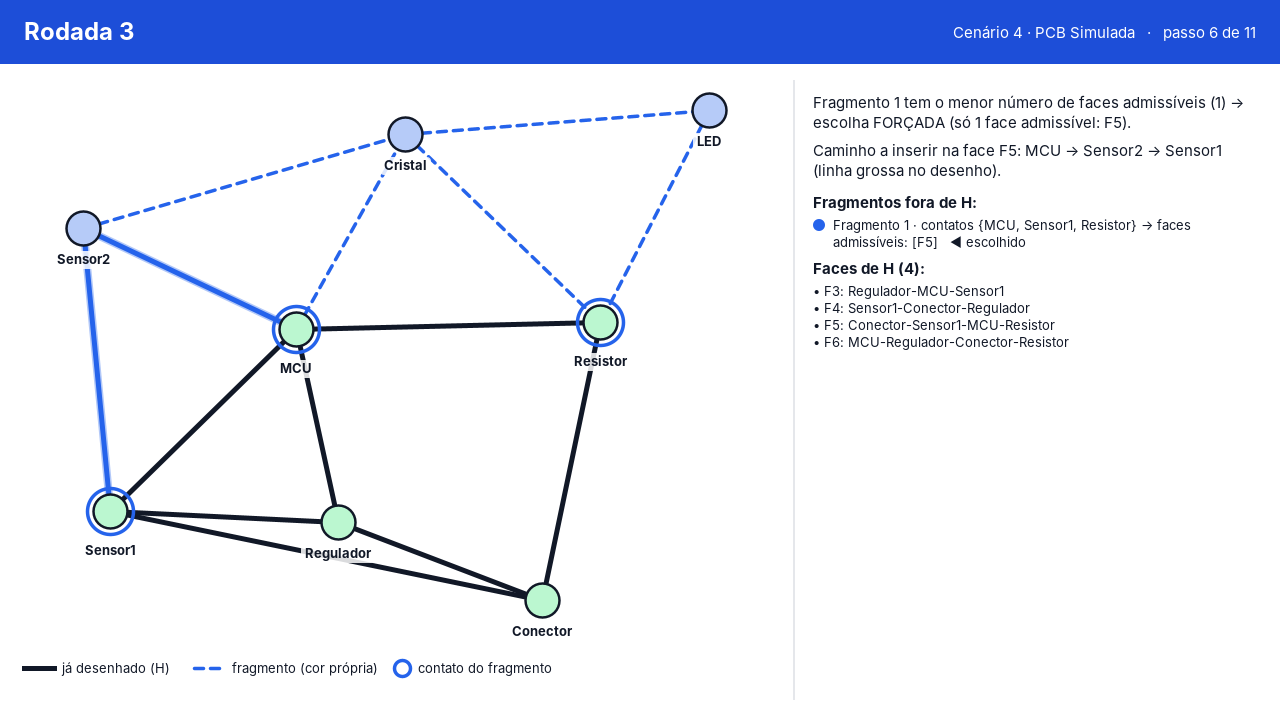 Rodada 3
Cenário 4 · PCB Simulada · passo 6 de 11
LED
Cristal
Sensor2
MCU
Resistor
Sensor1
Regulador
Conector
já desenhado (H)
fragmento (cor própria)
contato do fragmento
Fragmento 1 tem o menor número de faces admissíveis (1) →
escolha FORÇADA (só 1 face admissível: F5).
Caminho a inserir na face F5: MCU → Sensor2 → Sensor1
(linha grossa no desenho).
Fragmentos fora de H:
Fragmento 1 · contatos {MCU, Sensor1, Resistor} → faces
admissíveis: [F5] ◀ escolhido
Faces de H (4):
• F3: Regulador-MCU-Sensor1
• F4: Sensor1-Conector-Regulador
• F5: Conector-Sensor1-MCU-Resistor
• F6: MCU-Regulador-Conector-Resistor